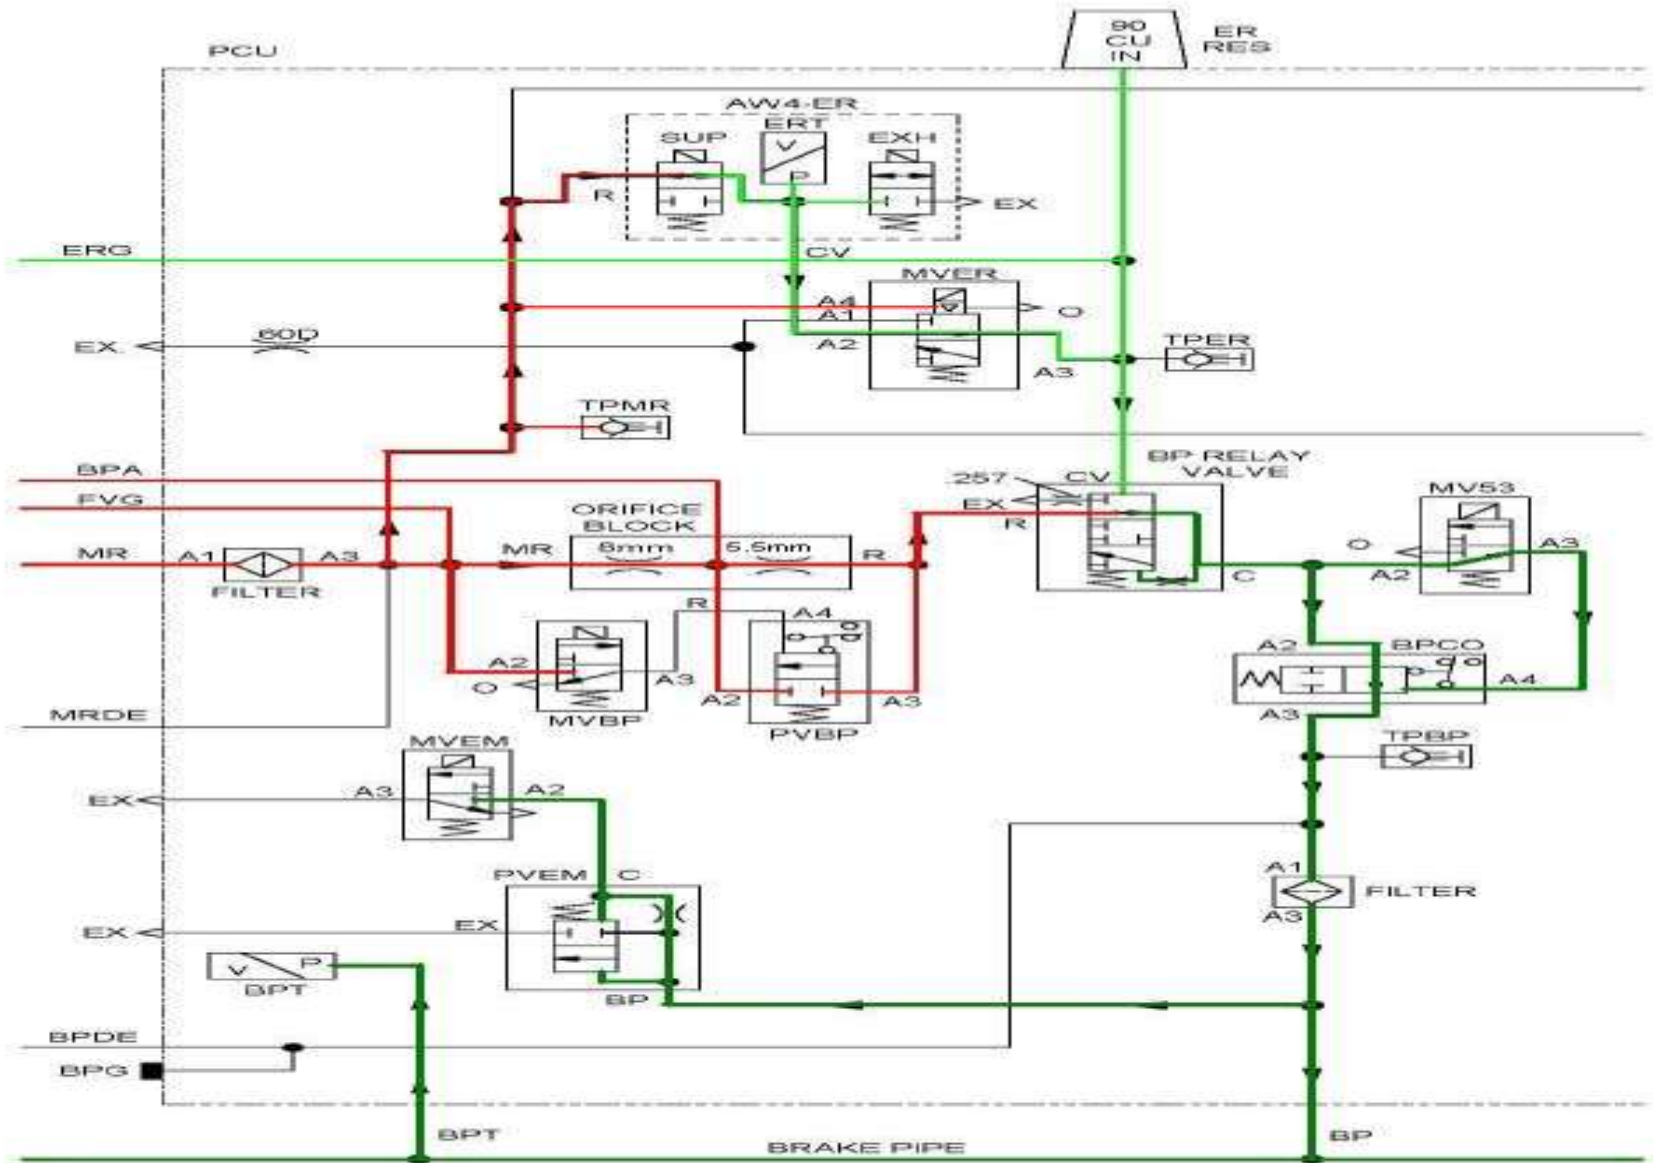 PCU
90
CU
IN
ER
RES
AW4-ER
SUP
ERT
EXH
V
P
R
EX
ERG
CV
MVER
A4
O
A1
60D
EX
A2
TPER
A3
TPMR
BP RELAY
VALVE
BPA
.257
CV
MV53
FVG
ORIFICE
BLOCK
EX
R
MR
A1
A3
MR
8mm
5.5mm
R
O
A3
FILTER
A2
C
R
A4
A2
O
A3
MVBP
A2
A3
PVBP
A2
BPCO
A4
A3
MRDE
MVEM
TPBP
EX
A3
A2
PVEM
C
A1
FILTER
A3
EX
EX
V
P
BPT
BP
BPDE
BPG
BPT
BRAKE PIPE
BP